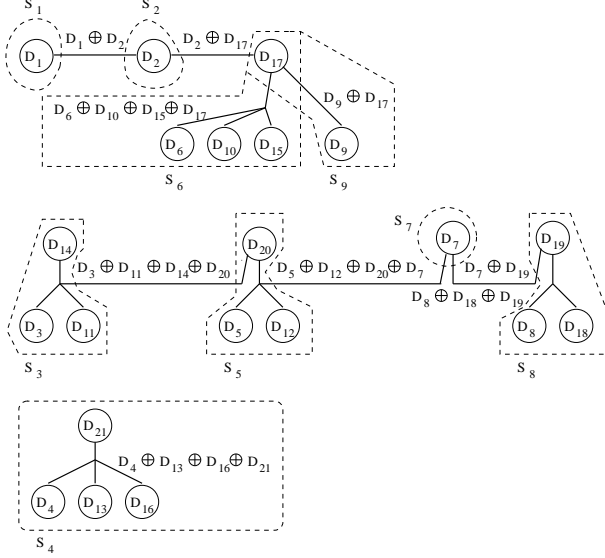 S1 S2
D1 ⊕ D2 D2 ⊕ D17
D1 D2 D17
D9 ⊕ D17
D6 ⊕ D10 ⊕ D15 ⊕ D17
D6 D10 D15 D9
S6 S9
S7
D14 D20 D7 D19
D3 ⊕ D11 ⊕ D14 ⊕ D20 D5 ⊕ D12 ⊕ D20 ⊕ D7 D7 ⊕ D19
D8 ⊕ D18 ⊕ D19
D3 D11 D5 D12 D8 D18
S3 S5 S8
D21
D4 ⊕ D13 ⊕ D16 ⊕ D21
D4 D13 D16
S4